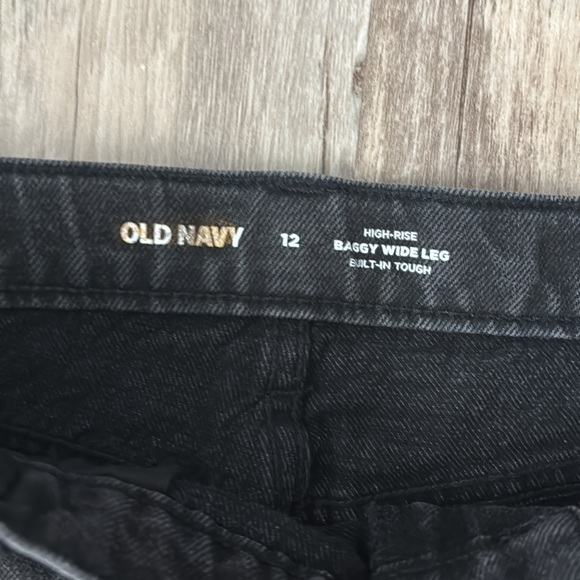 OLD NAVY
12
HIGH-RISE
BAGGY WIDE LEG
BUILT-IN TOUGH